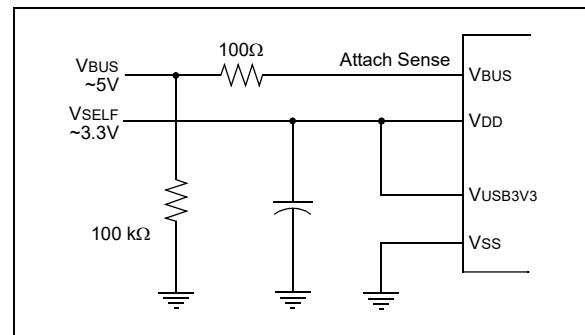 100Ω
Attach Sense
VBUS
~5V
VBUS
VSELF
~3.3V
VDD
100 kΩ
VUSB3V3
VSS